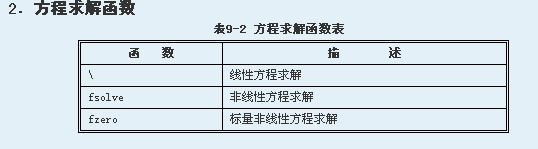 2．方程求解函数
表9-2 方程求解函数表
函 数 描 述
\ 线性方程求解
fsolve 非线性方程求解
fzero 标量非线性方程求解